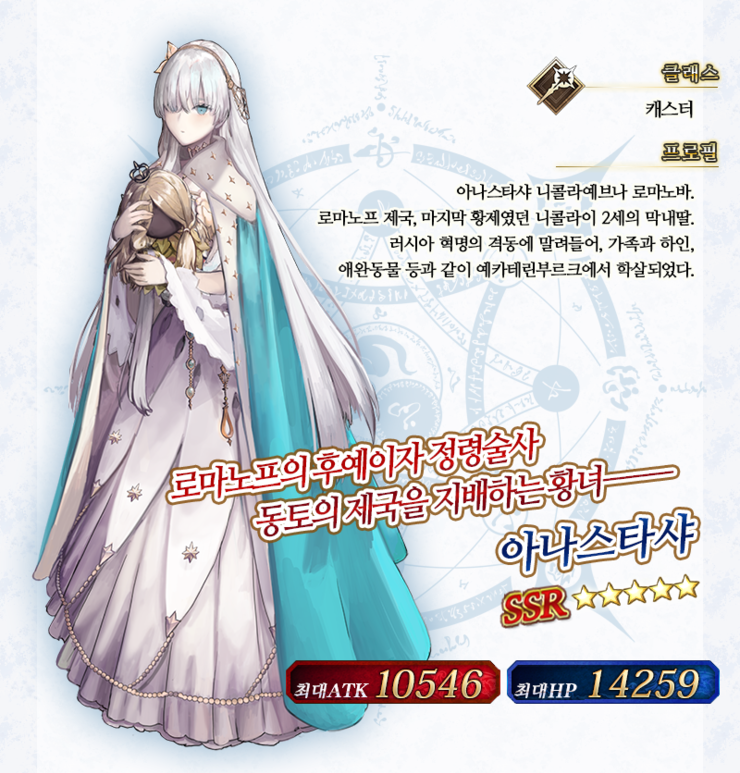 클래스
캐스터
프로필
아나스타샤 니콜라예브나 로마노바.
로마노프 제국, 마지막 황제였던 니콜라이 2세의 막내딸.
러시아 혁명의 격동에 말려들어, 가족과 하인,
애완동물 등과 같이 예카테린부르크에서 학살되었다.
로마노프의 후예이자 정령술사
동토의 제국을 지배하는 황녀──
아나스타샤
SSR ★★★★★
최대ATK 10546
최대HP 14259